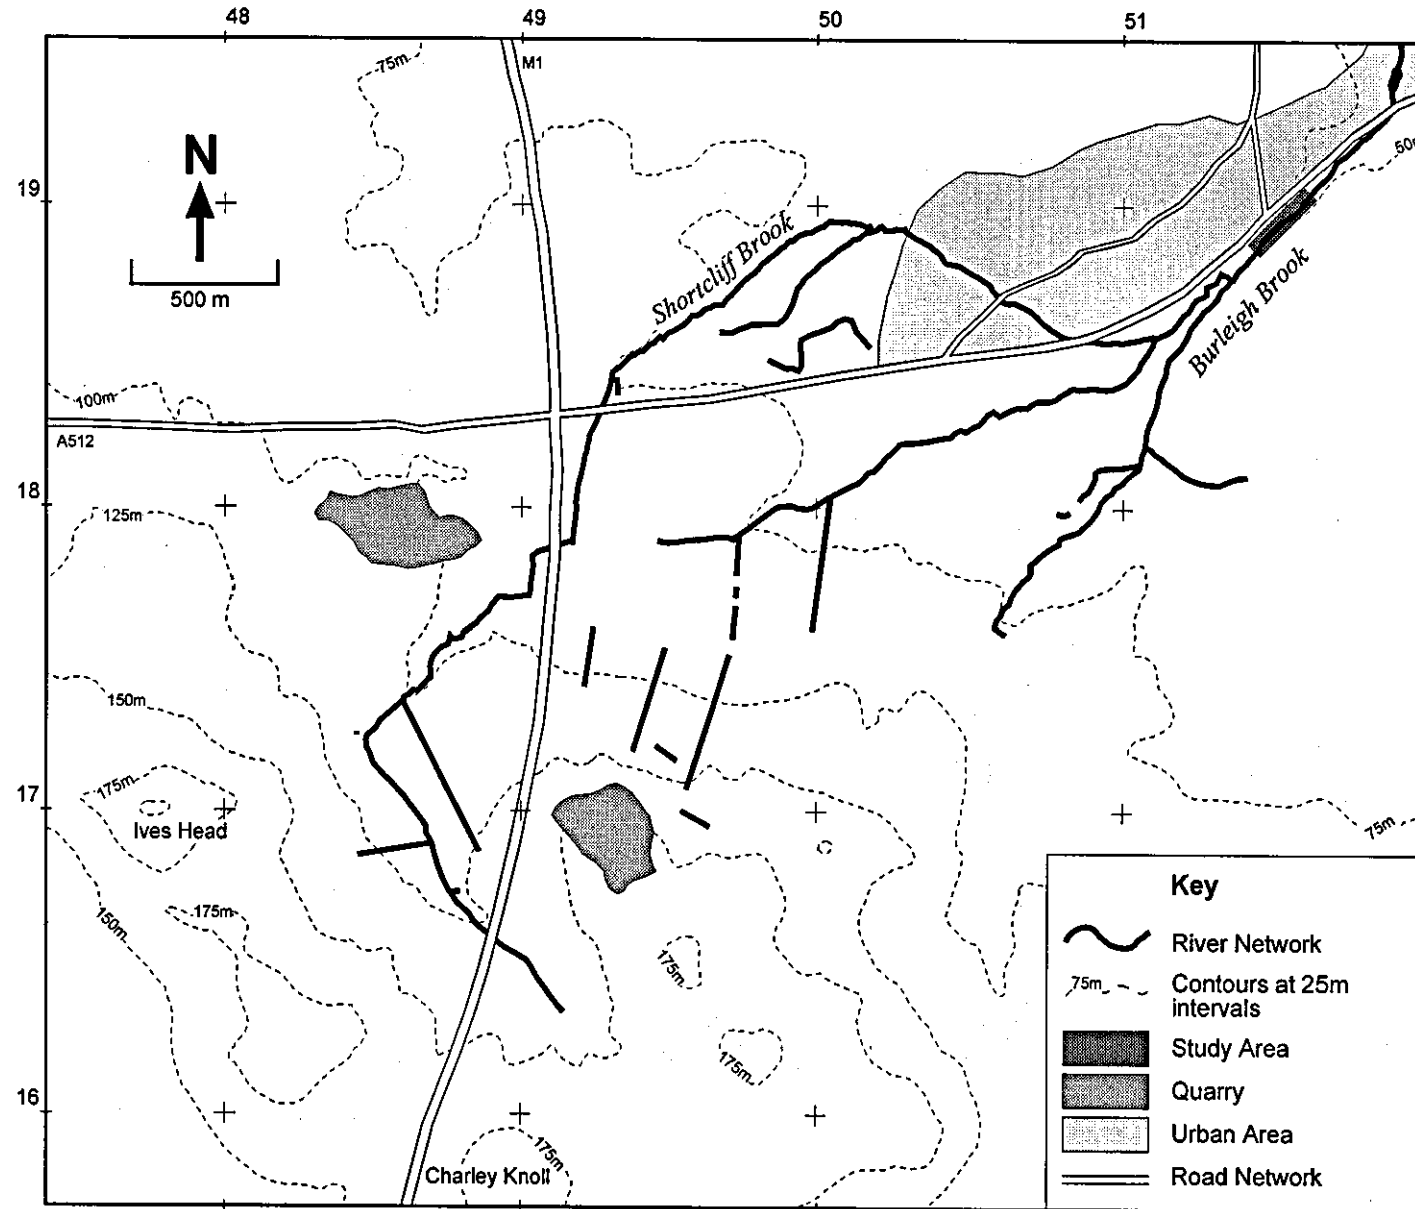 48
49
50
51
75m
M1
N
50m
19
500 m
Shortcliff Brook
Burleigh Brook
100m
A512
18
125m
150m
175m
17
Ives Head
75m
150m
175m
175m
175m
16
175m
Charley Knoll
Key
River Network
75m
Contours at 25m
intervals
Study Area
Quarry
Urban Area
Road Network